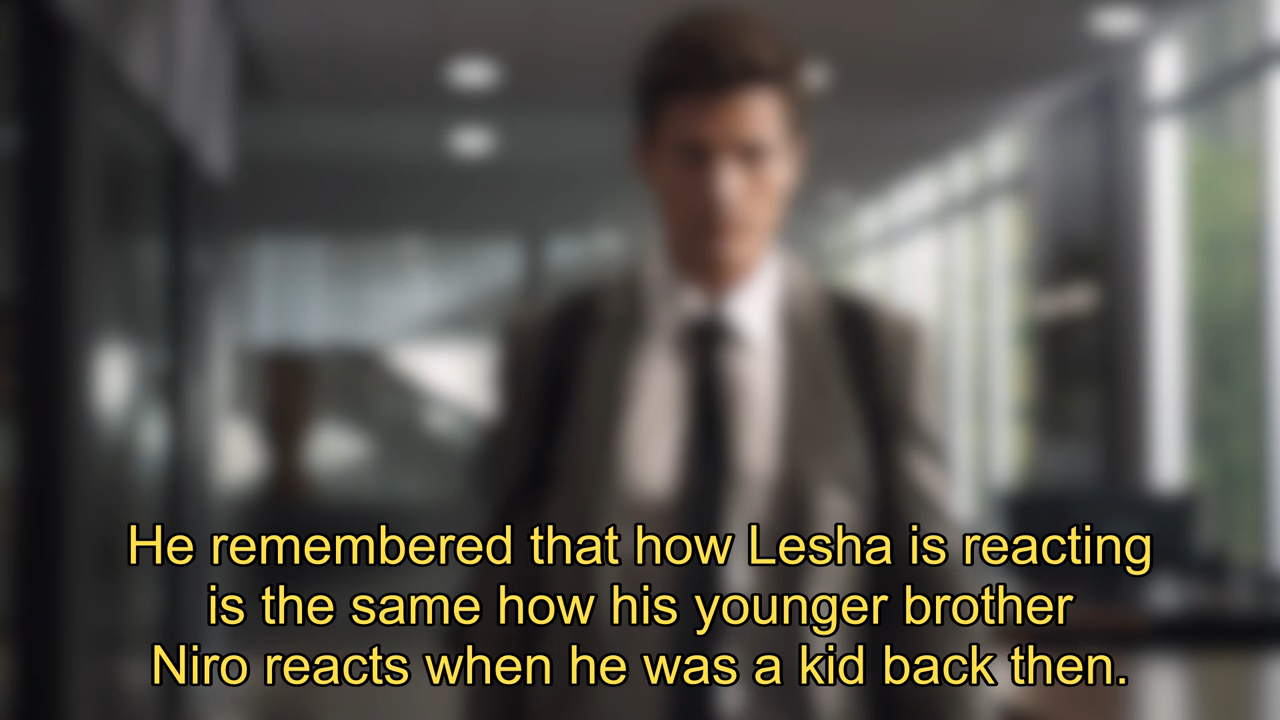 He remembered that how Lesha is reacting
is the same how his younger brother
Niro reacts when he was a kid back then.